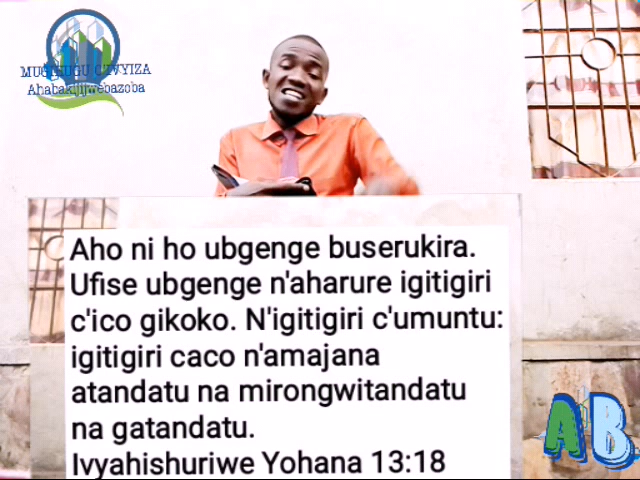 Ahabakijijwebazoba
Aho ni ho ubgenge buserukira.
Ufise ubgenge n'aharure igitigiri
c'ico gikoko. N'igitigiri c'umuntu:
igitigiri caco n'amajana
atandatu na mirongwitandatu
na gatandatu.
Ivyahishuriwe Yohana 13:18
AB